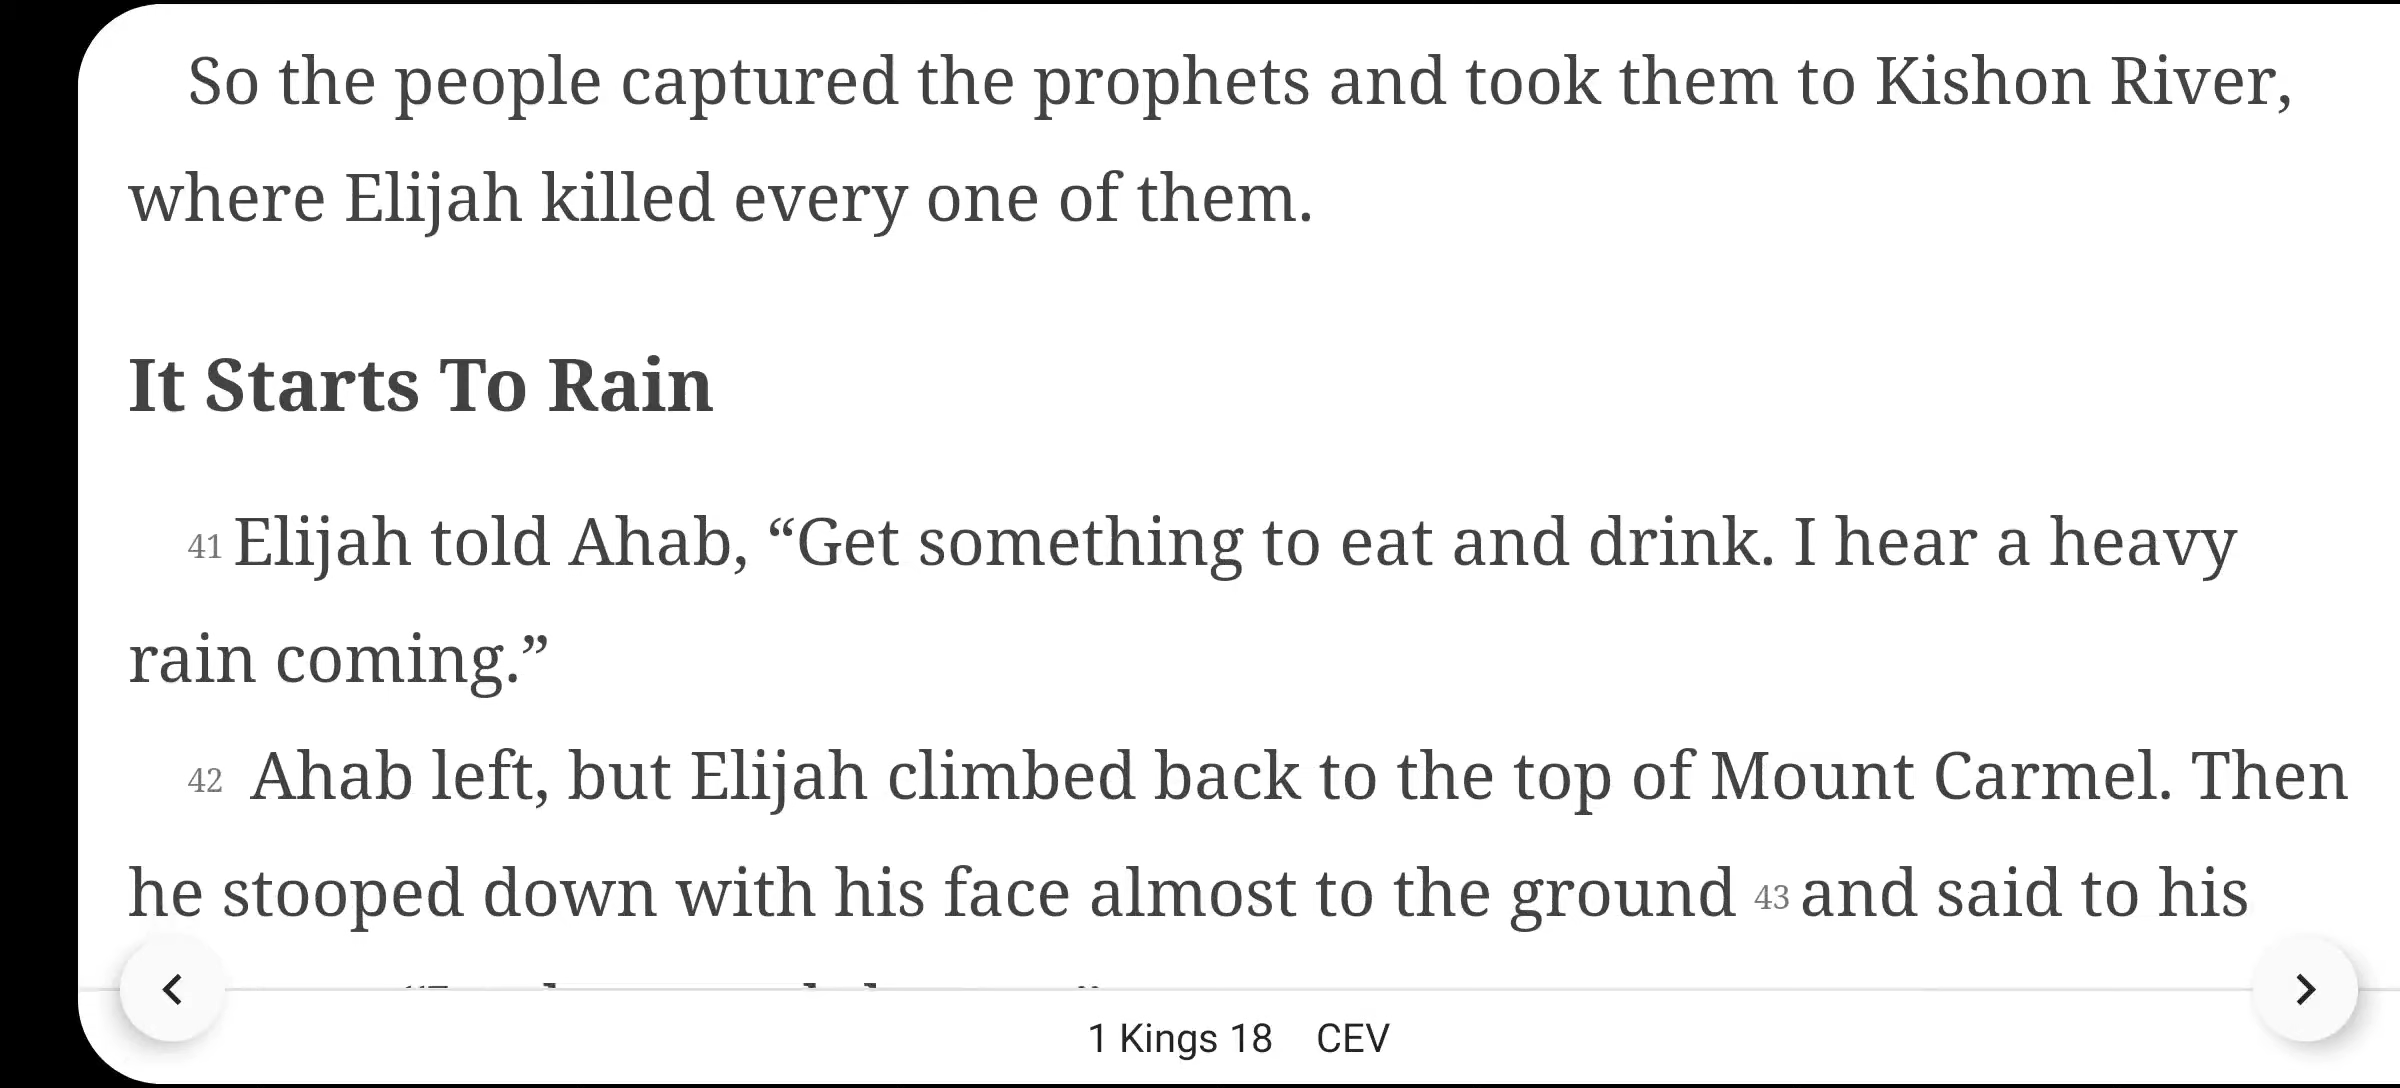 So the people captured the prophets and took them to Kishon River,
where Elijah killed every one of them.
It Starts To Rain
41 Elijah told Ahab, “Get something to eat and drink. I hear a heavy
rain coming.”
42 Ahab left, but Elijah climbed back to the top of Mount Carmel. Then
he stooped down with his face almost to the ground 43 and said to his
1 Kings 18 CEV